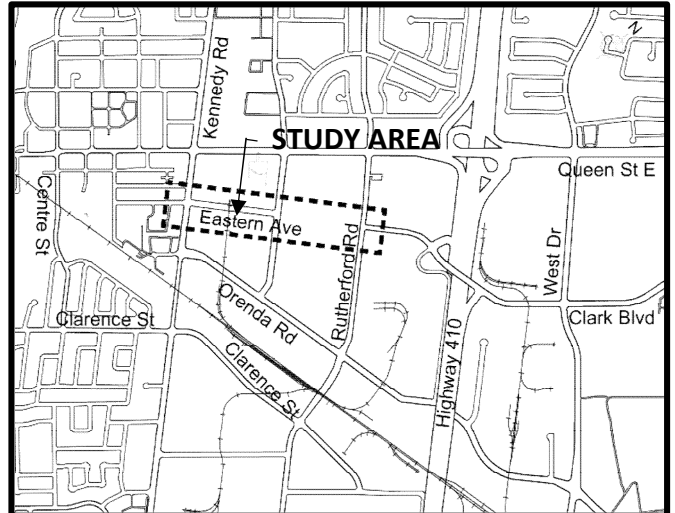 N
Kennedy Rd
STUDY AREA
Queen St E
Centre St
Eastern Ave
Rutherford Rd
West Dr
Orenda Rd
Clarence St
Clark Blvd
Highway 410
Clarence St